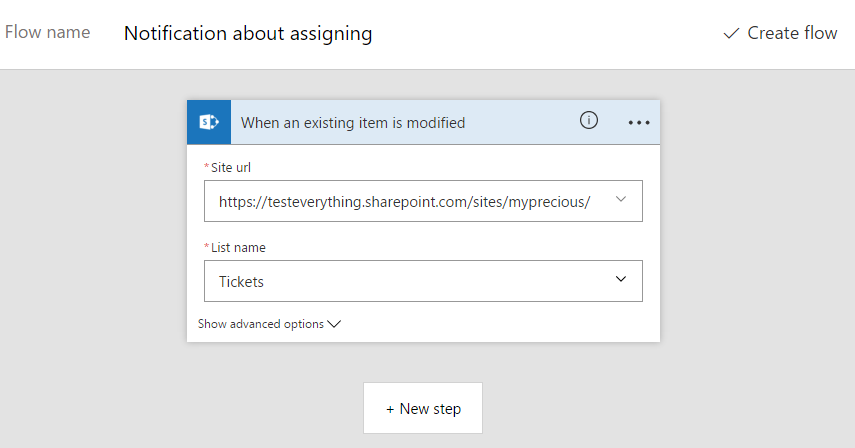 Flow name Notification about assigning Create flow
When an existing item is modified
* Site url
https://testeverything.sharepoint.com/sites/myprecious/
* List name
Tickets
Show advanced options
+ New step